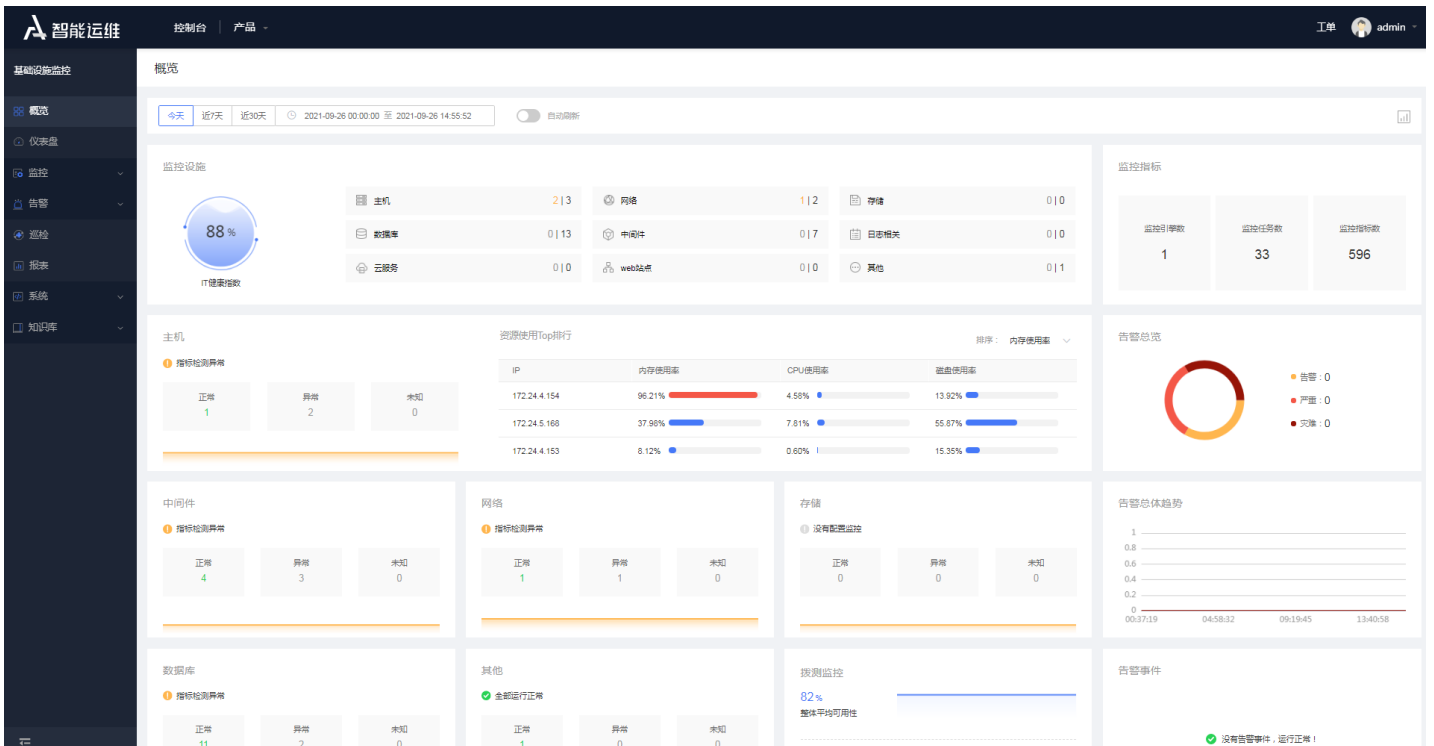 智能运维 控制台 产品 工单 admin
基础设施监控
概览
仪表盘
监控
告警
巡检
报表
系统
知识库
概览
今天 近7天 近30天 2021-09-26 00:00:00 至 2021-09-26 14:55:52 自动刷新
监控设施
88 %
IT健康指数
主机 2 | 3 网络 1 | 2 存储 0 | 0
数据库 0 | 13 中间件 0 | 7 日志相关 0 | 0
云服务 0 | 0 web站点 0 | 0 其他 0 | 1
监控指标
监控引擎数 监控任务数 监控指标数
1 33 596
主机
指标检测异常
正常 异常 未知
1 2 0
资源使用Top排行
排序： 内存使用率
IP 内存使用率 CPU使用率 磁盘使用率
172.24.4.154 96.21% 4.58% 13.92%
172.24.5.168 37.98% 7.81% 55.87%
172.24.4.153 8.12% 0.60% 15.35%
告警总览
告警 : 0
严重 : 0
灾难 : 0
中间件
指标检测异常
正常 异常 未知
4 3 0
网络
指标检测异常
正常 异常 未知
1 1 0
存储
没有配置监控
正常 异常 未知
0 0 0
告警总体趋势
1
0.8
0.6
0.4
0.2
0
00:37:19 04:58:32 09:19:45 13:40:58
数据库
指标检测异常
正常 异常 未知
11 2 0
其他
全部运行正常
正常 异常 未知
1 0 0
拨测监控
82 %
整体平均可用性
告警事件
没有告警事件，运行正常！